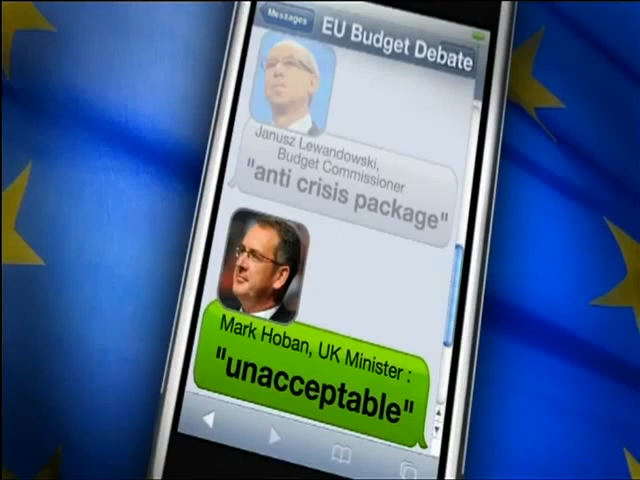 Messages
EU Budget Debate
Janusz Lewandowski,
Budget Commissioner
"anti crisis package"
Mark Hoban, UK Minister :
"unacceptable"